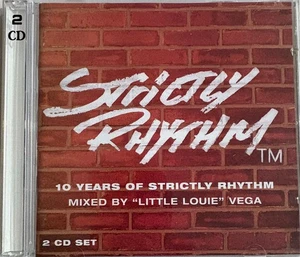 2
CD
STRICTLY
RHYTHM TM
10 YEARS OF STRICTLY RHYTHM
MIXED BY "LITTLE LOUIE" VEGA
2 CD SET